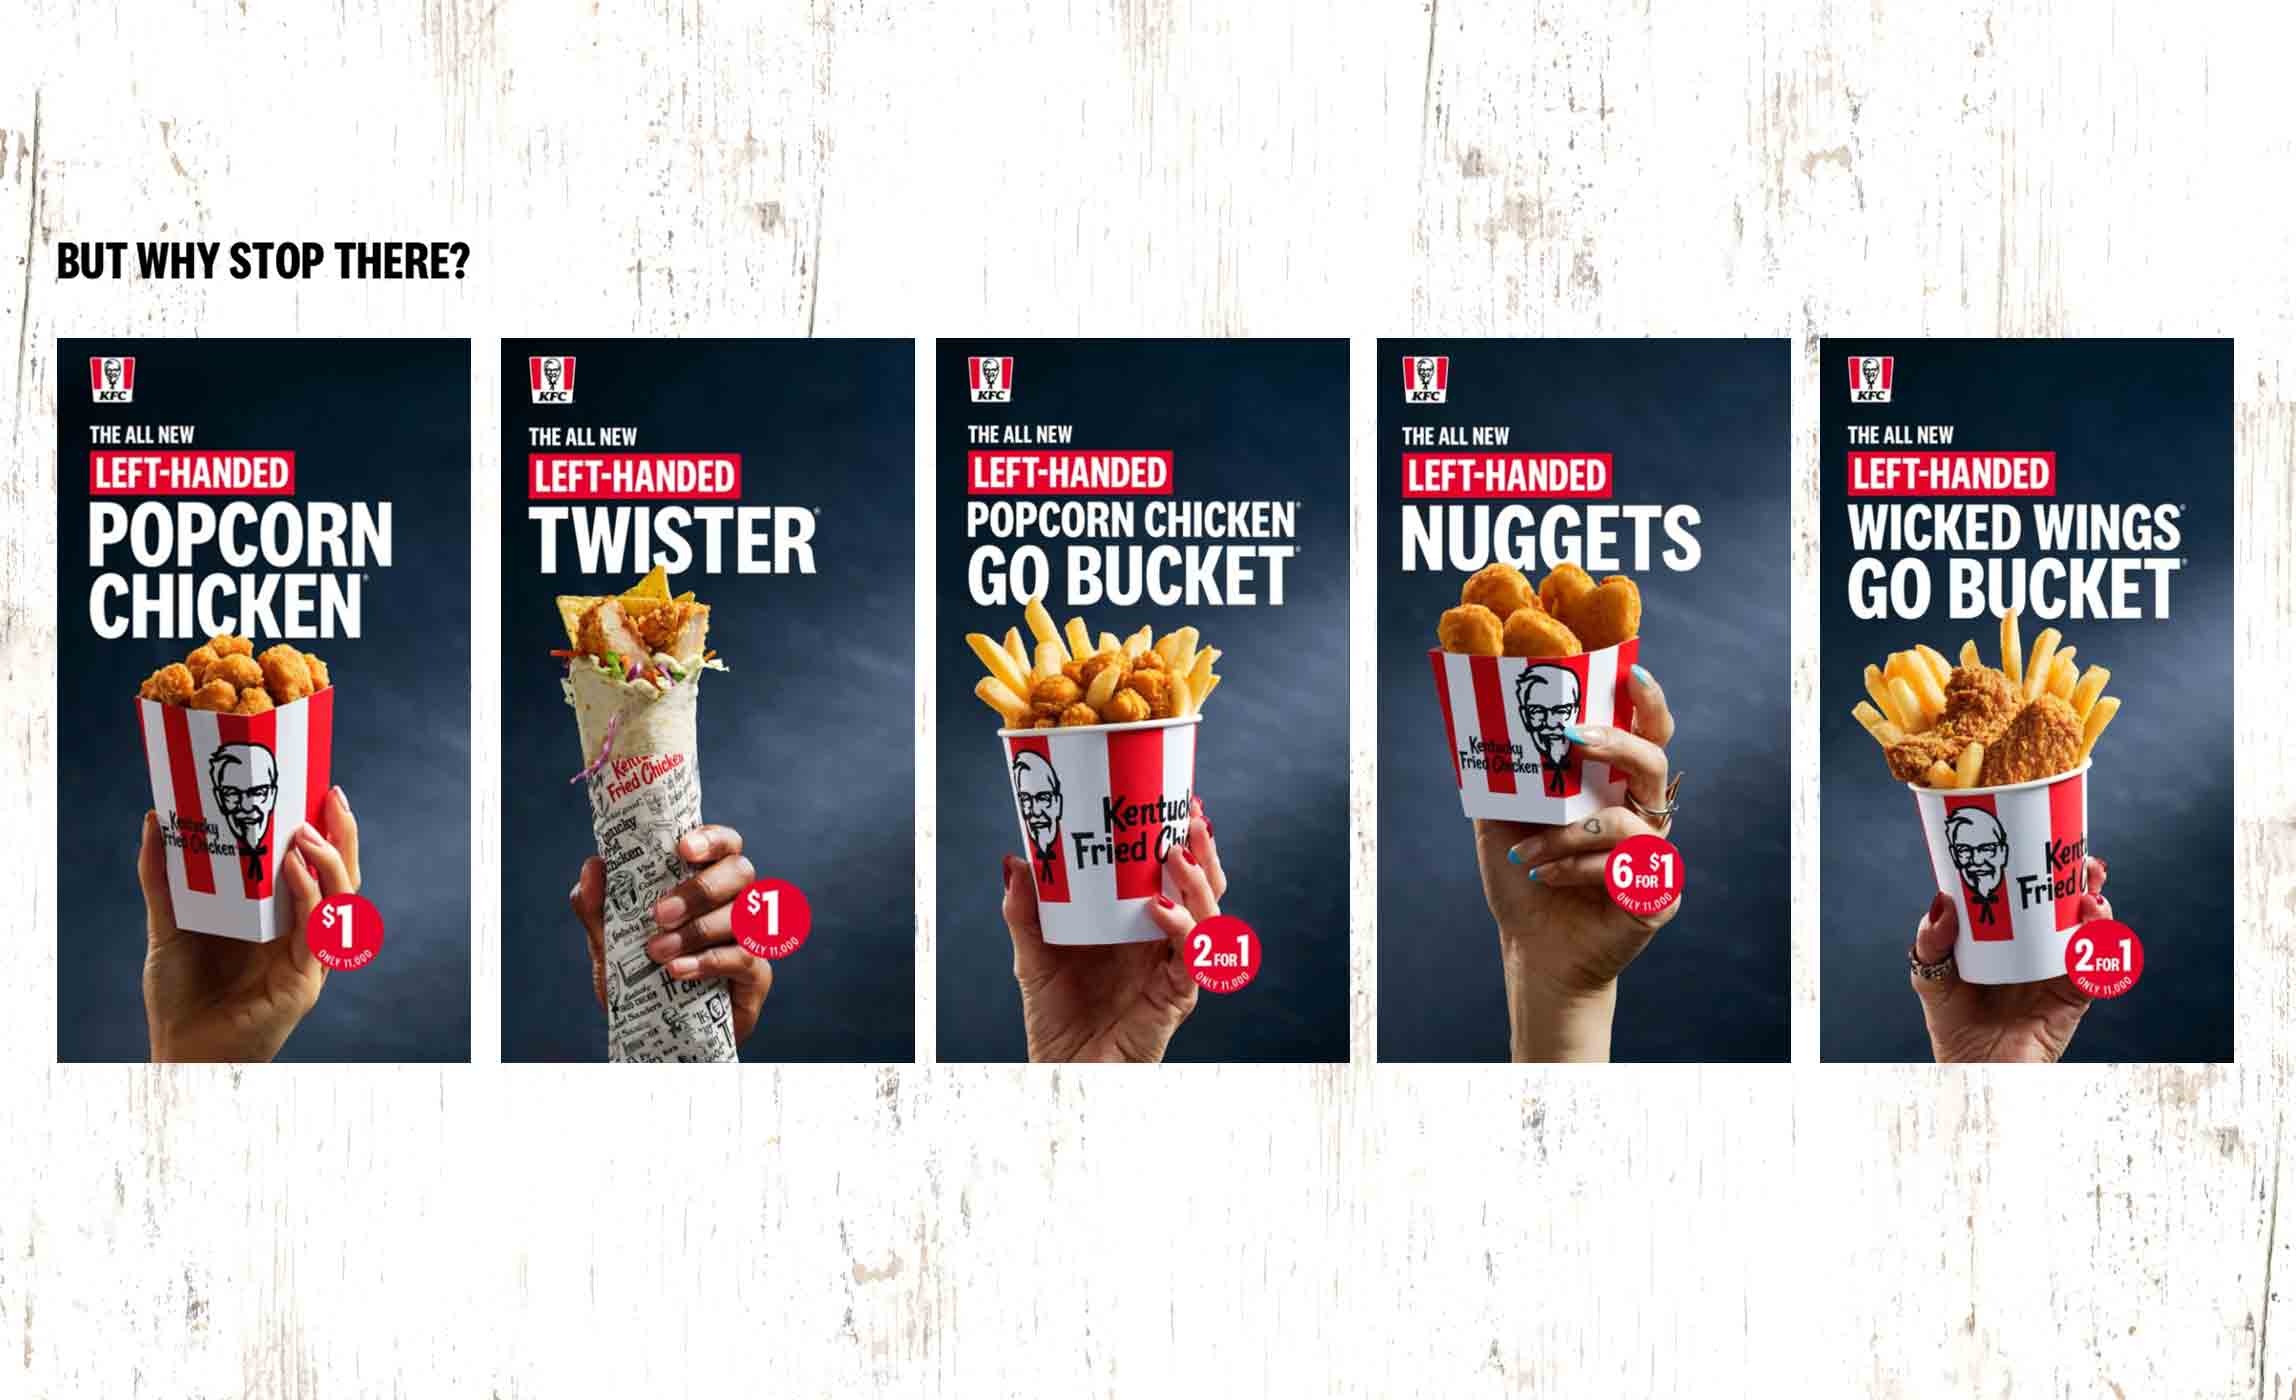 BUT WHY STOP THERE?
KFC
THE ALL NEW
LEFT-HANDED
POPCORN
CHICKEN
Kentucky
Fried Chicken
$1
ONLY 11,000
KFC
THE ALL NEW
LEFT-HANDED
TWISTER
Fried Chicken
$1
ONLY 11,000
KFC
THE ALL NEW
LEFT-HANDED
POPCORN CHICKEN
GO BUCKET
Kentuck
Fried Chi
2 FOR 1
ONLY 11,000
KFC
THE ALL NEW
LEFT-HANDED
NUGGETS
Kentucky
Fried Chicken
6 FOR $1
ONLY 11,000
KFC
THE ALL NEW
LEFT-HANDED
WICKED WINGS
GO BUCKET
Kent
Fried
2 FOR 1
ONLY 11,000